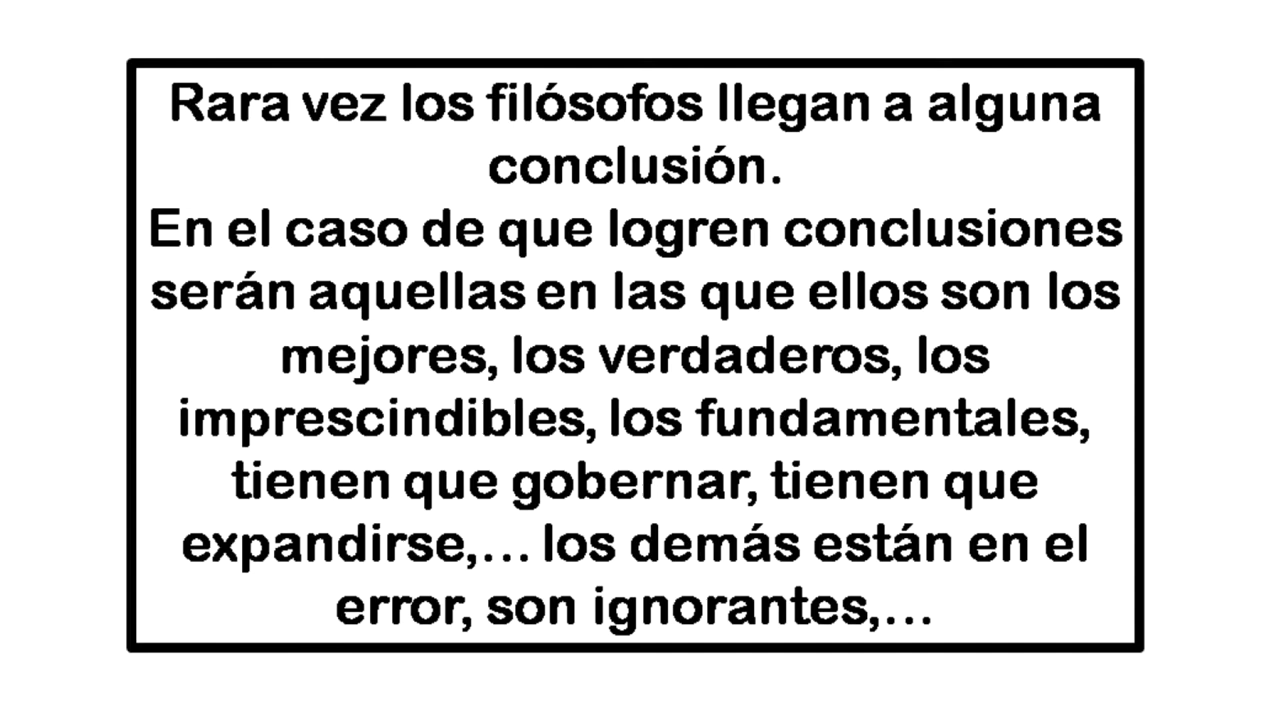 Rara vez los filósofos llegan a alguna
conclusión.
En el caso de que logren conclusiones
serán aquellas en las que ellos son los
mejores, los verdaderos, los
imprescindibles, los fundamentales,
tienen que gobernar, tienen que
expandirse,... los demás están en el
error, son ignorantes,...